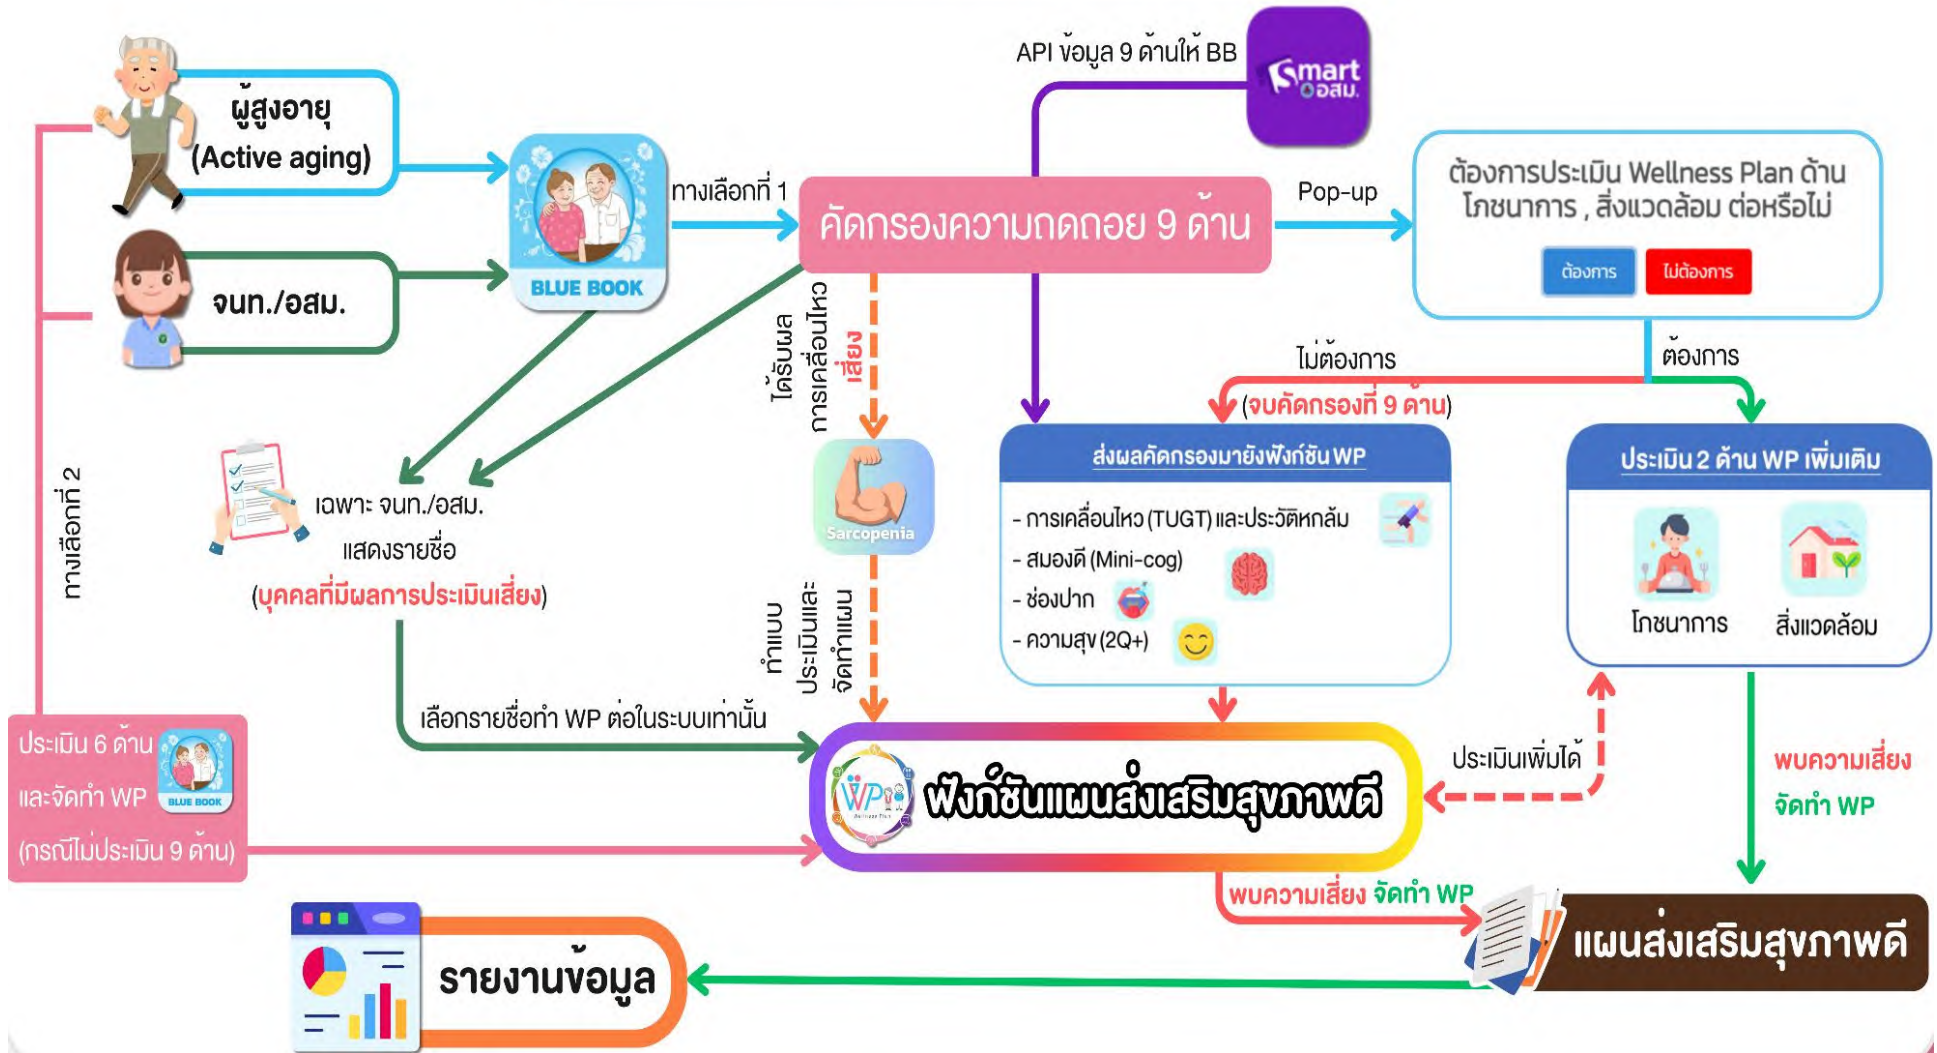 API ข้อมูล 9 ด้านให้ BB
Smart
อสม.
ผู้สูงอายุ
(Active aging)
จนท./อสม.
BLUE BOOK
ทางเลือกที่ 1
คัดกรองความถดถอย 9 ด้าน
Pop-up
ต้องการประเมิน Wellness Plan ด้าน
โภชนาการ , สิ่งแวดล้อม ต่อหรือไม่
ต้องการ
ไม่ต้องการ
ไม่ต้องการ
ต้องการ
(จบคัดกรองที่ 9 ด้าน)
ได้รับผล
การเคลื่อนไหว
เสี่ยง
Sarcopenia
ทำแบบ
ประเมินและ
จัดทำแผน
ทางเลือกที่ 2
เฉพาะ จนท./อสม.
แสดงรายชื่อ
(บุคคลที่มีผลการประเมินเสี่ยง)
เลือกรายชื่อทำ WP ต่อในระบบเท่านั้น
ส่งผลคัดกรองมายังฟังก์ชัน WP
- การเคลื่อนไหว (TUGT) และประวัติหกล้ม
- สมองดี (Mini-cog)
- ช่องปาก
- ความสุข (2Q+)
ประเมิน 2 ด้าน WP เพิ่มเติม
โภชนาการ
สิ่งแวดล้อม
ประเมิน 6 ด้าน
และจัดทำ WP
(กรณีไม่ประเมิน 9 ด้าน)
BLUE BOOK
WP
Wellness Plan
ฟังก์ชันแผนส่งเสริมสุขภาพดี
ประเมินเพิ่มได้
พบความเสี่ยง
จัดทำ WP
พบความเสี่ยง จัดทำ WP
แผนส่งเสริมสุขภาพดี
รายงานข้อมูล